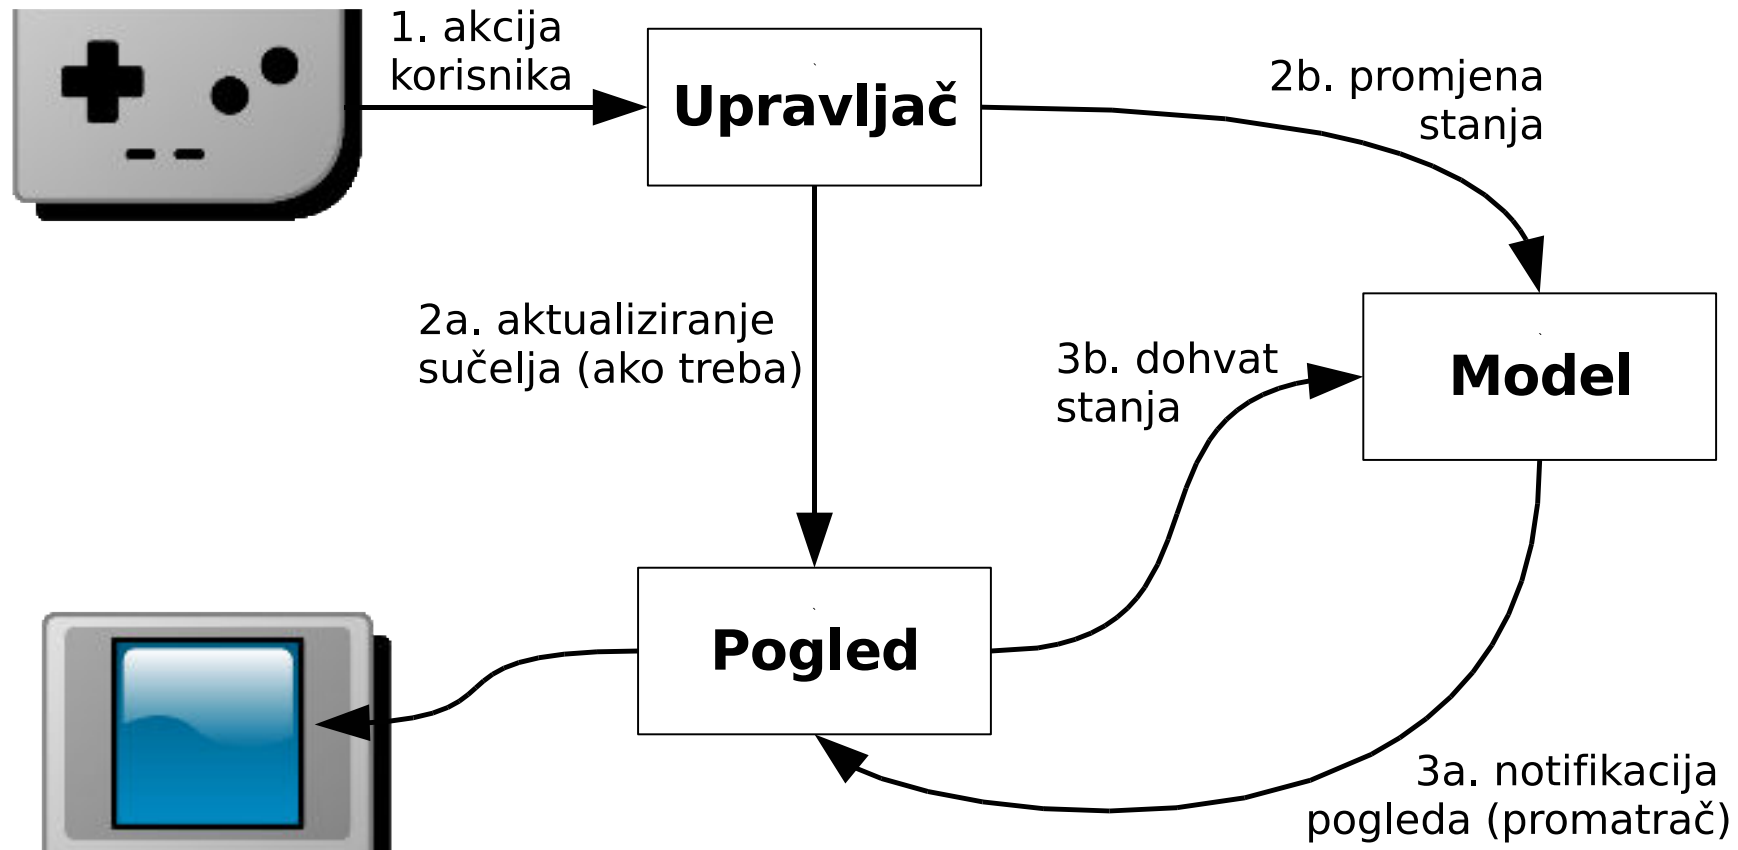 1. akcija
korisnika
Upravljač
2b. promjena
stanja
2a. aktualiziranje
sučelja (ako treba)
3b. dohvat
stanja
Model
Pogled
3a. notifikacija
pogleda (promatrač)